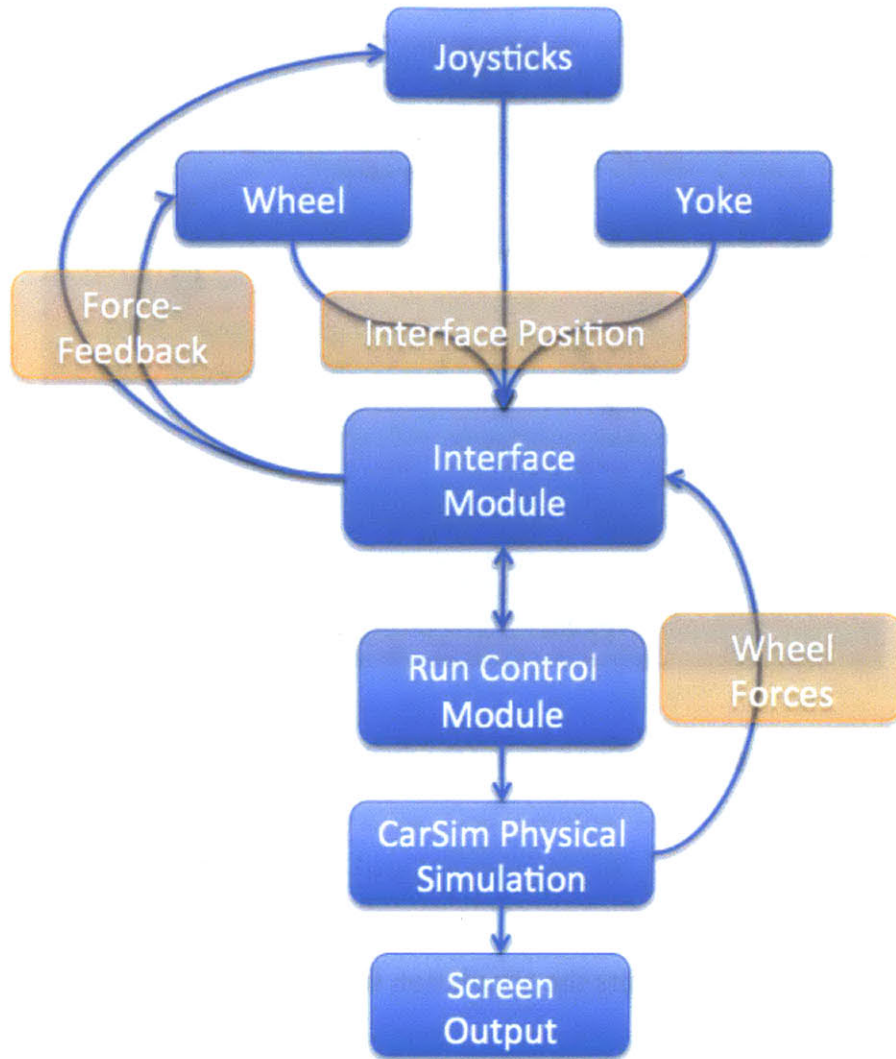 Joysticks
Wheel
Yoke
Force-
Feedback
Interface Position
Interface
Module
Run Control
Module
Wheel
Forces
CarSim Physical
Simulation
Screen
Output